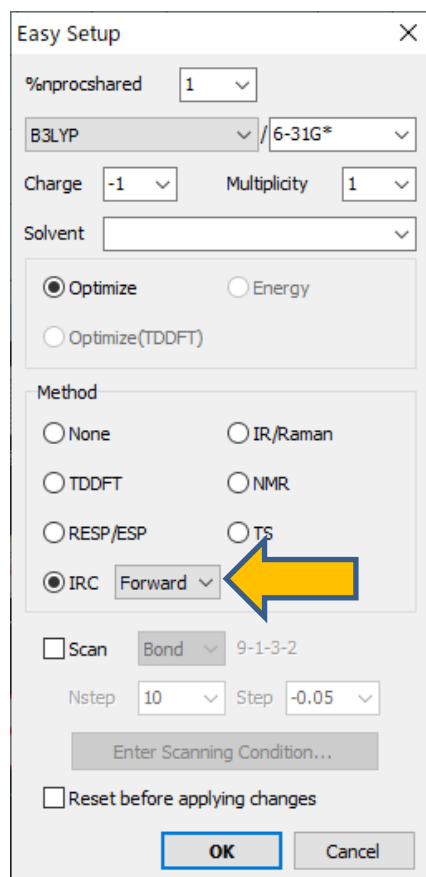 Easy Setup
%nprocshared 1
B3LYP / 6-31G*
Charge -1 Multiplicity 1
Solvent
Optimize Energy
Optimize(TDDFT)
Method
None IR/Raman
TDDFT NMR
RESP/ESP TS
IRC Forward
Scan Bond 9-1-3-2
Nstep 10 Step -0.05
Enter Scanning Condition...
Reset before applying changes
OK Cancel